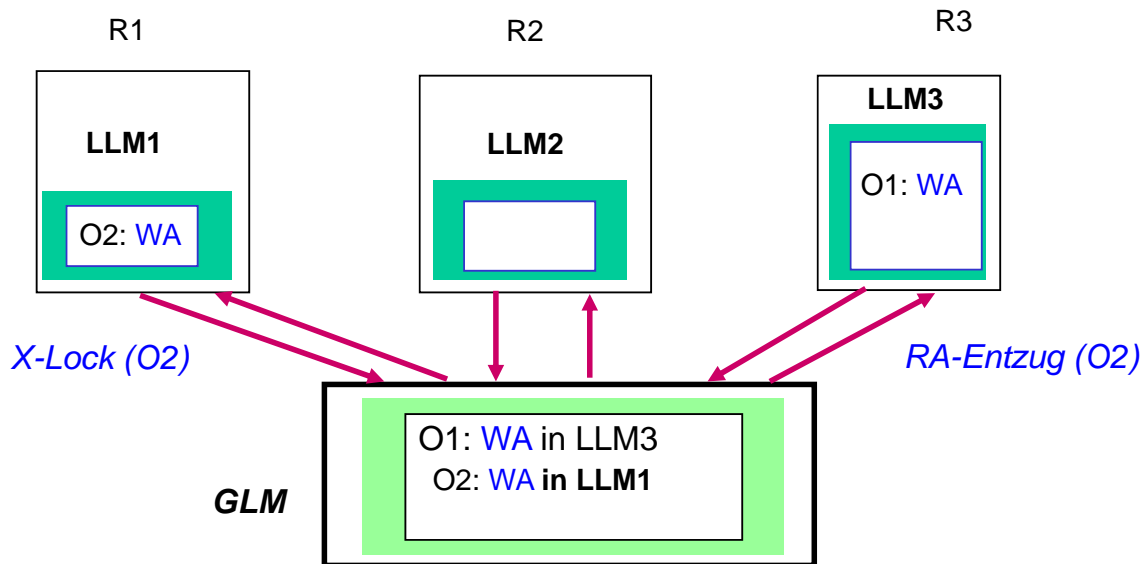 R1
R2
R3
LLM1
LLM2
LLM3
O2: WA
O1: WA
X-Lock (O2)
RA-Entzug (O2)
GLM
O1: WA in LLM3
O2: WA in LLM1